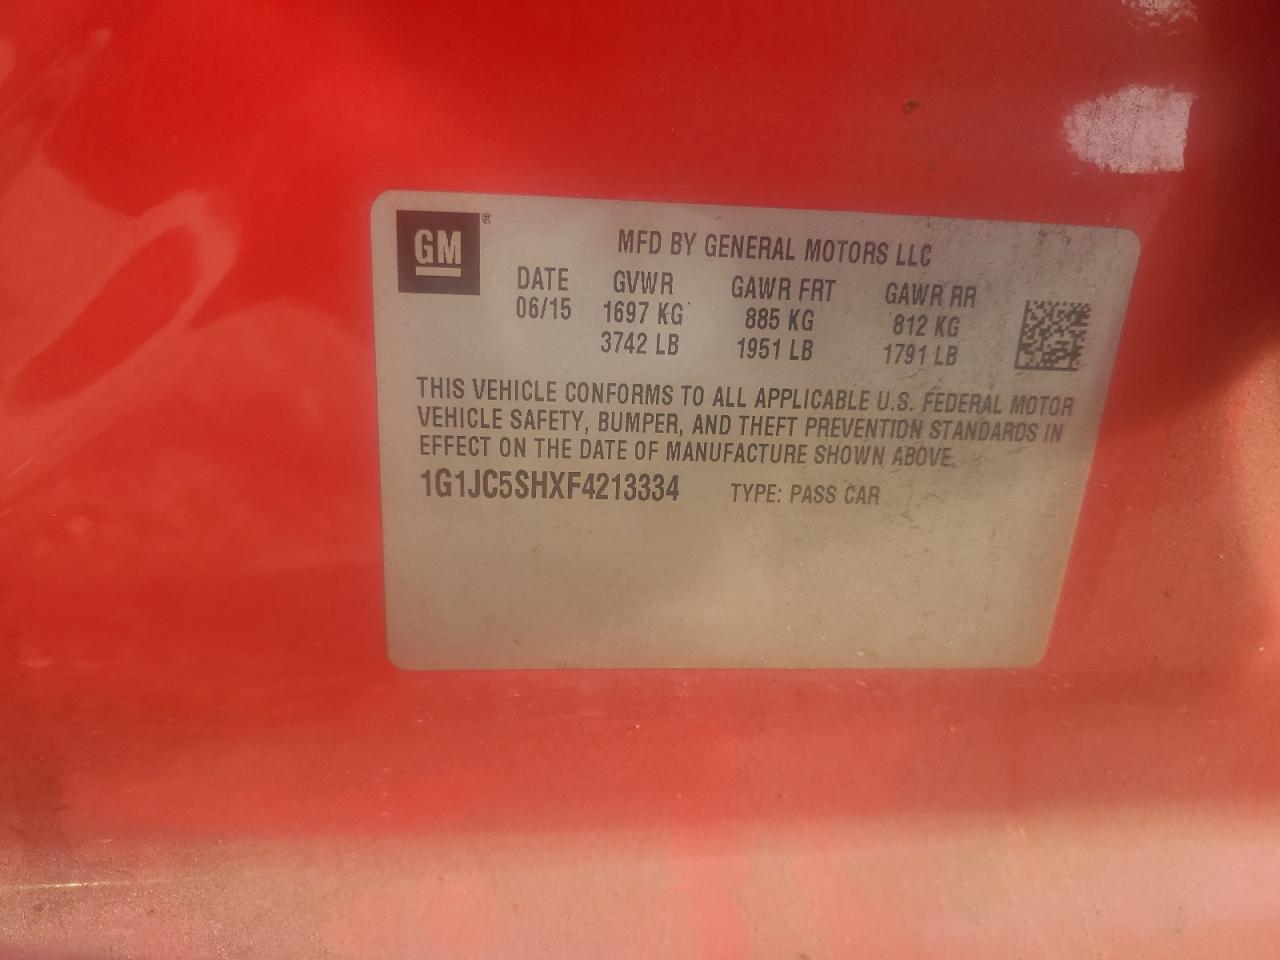 GM®
MFD BY GENERAL MOTORS LLC
DATE GVWR GAWR FRT GAWR RR
06/15 1697 KG 885 KG 812 KG
3742 LB 1951 LB 1791 LB
THIS VEHICLE CONFORMS TO ALL APPLICABLE U.S. FEDERAL MOTOR
VEHICLE SAFETY, BUMPER, AND THEFT PREVENTION STANDARDS IN
EFFECT ON THE DATE OF MANUFACTURE SHOWN ABOVE.
1G1JC5SHXF4213334 TYPE: PASS CAR